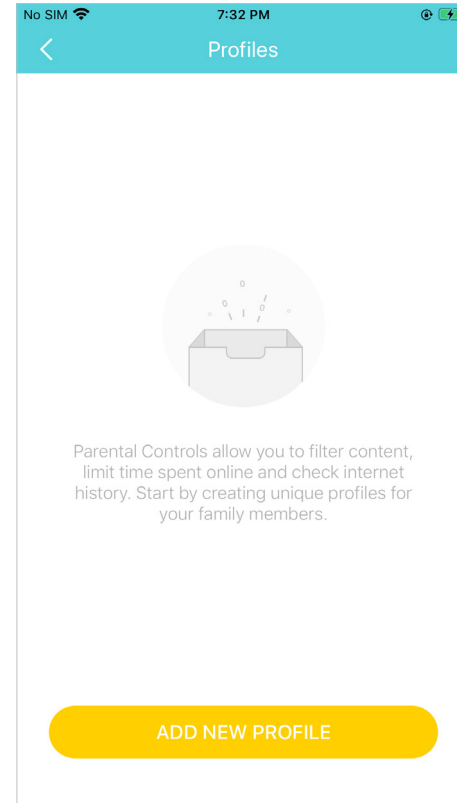 No SIM 7:32 PM
Profiles
Parental Controls allow you to filter content,
limit time spent online and check internet
history. Start by creating unique profiles for
your family members.
ADD NEW PROFILE